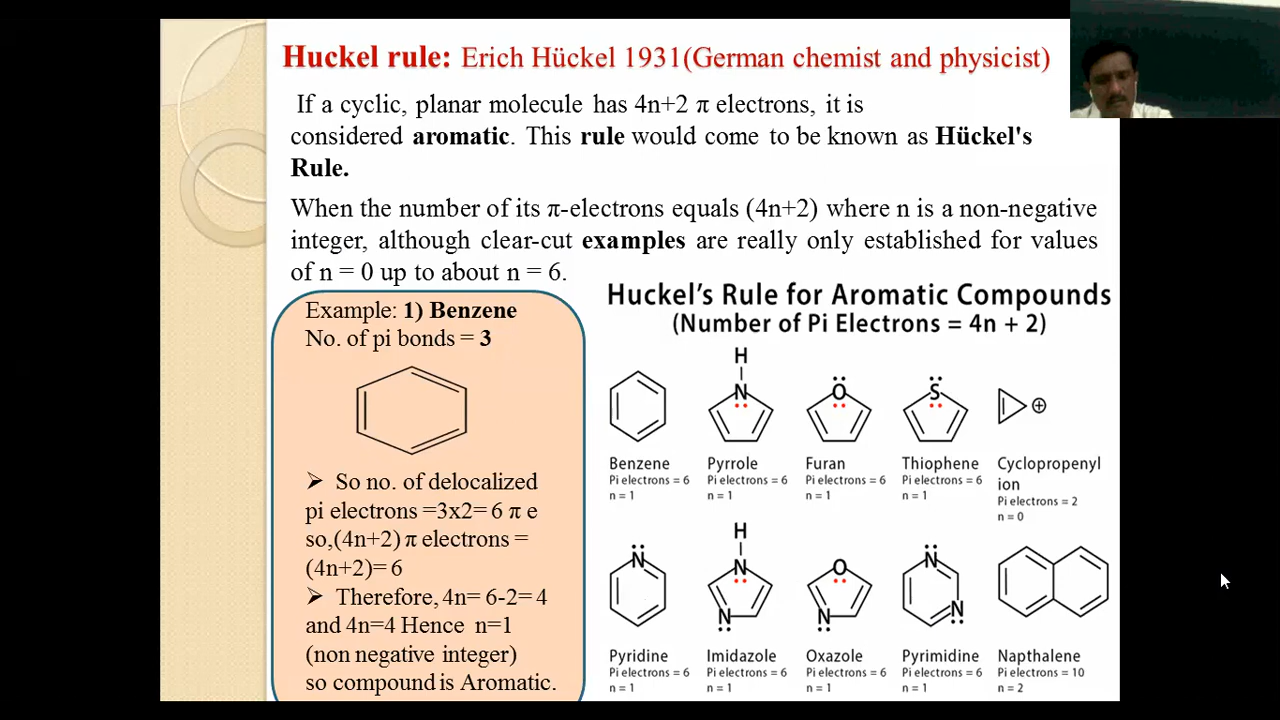 Huckel rule: Erich Hückel 1931(German chemist and physicist)
If a cyclic, planar molecule has 4n+2 π electrons, it is
considered aromatic. This rule would come to be known as Hückel's
Rule.
When the number of its π-electrons equals (4n+2) where n is a non-negative
integer, although clear-cut examples are really only established for values
of n = 0 up to about n = 6.
Example: 1) Benzene
No. of pi bonds = 3
➢ So no. of delocalized
pi electrons =3x2= 6 π e
so,(4n+2) π electrons =
(4n+2)= 6
➢ Therefore, 4n= 6-2= 4
and 4n=4 Hence n=1
(non negative integer)
so compound is Aromatic.
Huckel's Rule for Aromatic Compounds
(Number of Pi Electrons = 4n + 2)
H
N
O
S
⊕
Benzene
Pi electrons = 6
n = 1
Pyrrole
Pi electrons = 6
n = 1
Furan
Pi electrons = 6
n = 1
Thiophene
Pi electrons = 6
n = 1
Cyclopropenyl
ion
Pi electrons = 2
n = 0
N
H
N
N
O
N
N
N
Pyridine
Pi electrons = 6
n = 1
Imidazole
Pi electrons = 6
n = 1
Oxazole
Pi electrons = 6
n = 1
Pyrimidine
Pi electrons = 6
n = 1
Napthalene
Pi electrons = 10
n = 2